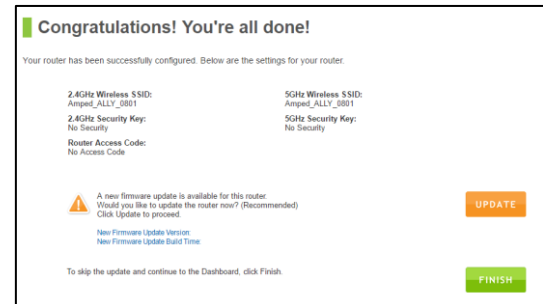 Congratulations! You're all done!
Your router has been successfully configured. Below are the settings for your router.
2.4GHz Wireless SSID:
Amped_ALLY_0801
2.4GHz Security Key:
No Security
Router Access Code:
No Access Code
5GHz Wireless SSID:
Amped_ALLY_0801
5GHz Security Key:
No Security
A new firmware update is available for this router.
Would you like to update the router now? (Recommended)
Click Update to proceed.
New Firmware Update Version:
New Firmware Update Build Time:
UPDATE
To skip the update and continue to the Dashboard, click Finish.
FINISH